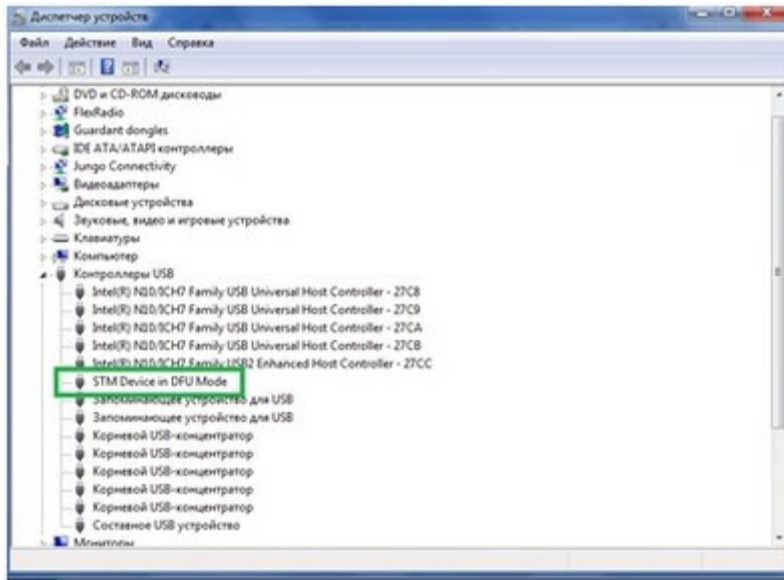 Диспетчер устройств
Файл Действие Вид Справка
DVD и CD-ROM дисководы
FlexRadio
Guardant dongles
IDE ATA/ATAPI контроллеры
Jungo Connectivity
Видеоадаптеры
Дисковые устройства
Звуковые, видео и игровые устройства
Клавиатуры
Компьютер
Контроллеры USB
Intel(R) N10/ICH7 Family USB Universal Host Controller - 27C8
Intel(R) N10/ICH7 Family USB Universal Host Controller - 27C9
Intel(R) N10/ICH7 Family USB Universal Host Controller - 27CA
Intel(R) N10/ICH7 Family USB Universal Host Controller - 27CB
Intel(R) N10/ICH7 Family USB2 Enhanced Host Controller - 27CC
STM Device in DFU Mode
Запоминающее устройство для USB
Запоминающее устройство для USB
Корневой USB-концентратор
Корневой USB-концентратор
Корневой USB-концентратор
Корневой USB-концентратор
Корневой USB-концентратор
Составное USB устройство
Мониторы